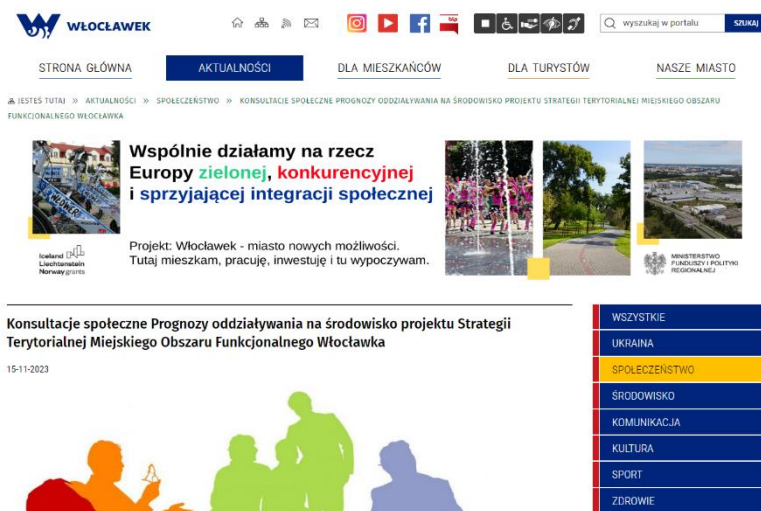 WŁOCŁAWEK
bip
wyszukaj w portalu
SZUKAJ
STRONA GŁÓWNA
AKTUALNOŚCI
DLA MIESZKAŃCÓW
DLA TURYSTÓW
NASZE MIASTO
JESTEŚ TUTAJ » AKTUALNOŚCI » SPOŁECZEŃSTWO » KONSULTACJE SPOŁECZNE PROGNOZY ODDZIAŁYWANIA NA ŚRODOWISKO PROJEKTU STRATEGII TERYTORIALNEJ MIEJSKIEGO OBSZARU
FUNKCJONALNEGO WŁOCŁAWKA
Wspólnie działamy na rzecz
Europy zielonej, konkurencyjnej
i sprzyjającej integracji społecznej
Projekt: Włocławek - miasto nowych możliwości.
Tutaj mieszkam, pracuję, inwestuję i tu wypoczywam.
Iceland
Liechtenstein
Norway grants
MINISTERSTWO
FUNDUSZY I POLITYKI
REGIONALNEJ
Konsultacje społeczne Prognozy oddziaływania na środowisko projektu Strategii
Terytorialnej Miejskiego Obszaru Funkcjonalnego Włocławka
15-11-2023
WSZYSTKIE
UKRAINA
SPOŁECZEŃSTWO
ŚRODOWISKO
KOMUNIKACJA
KULTURA
SPORT
ZDROWIE